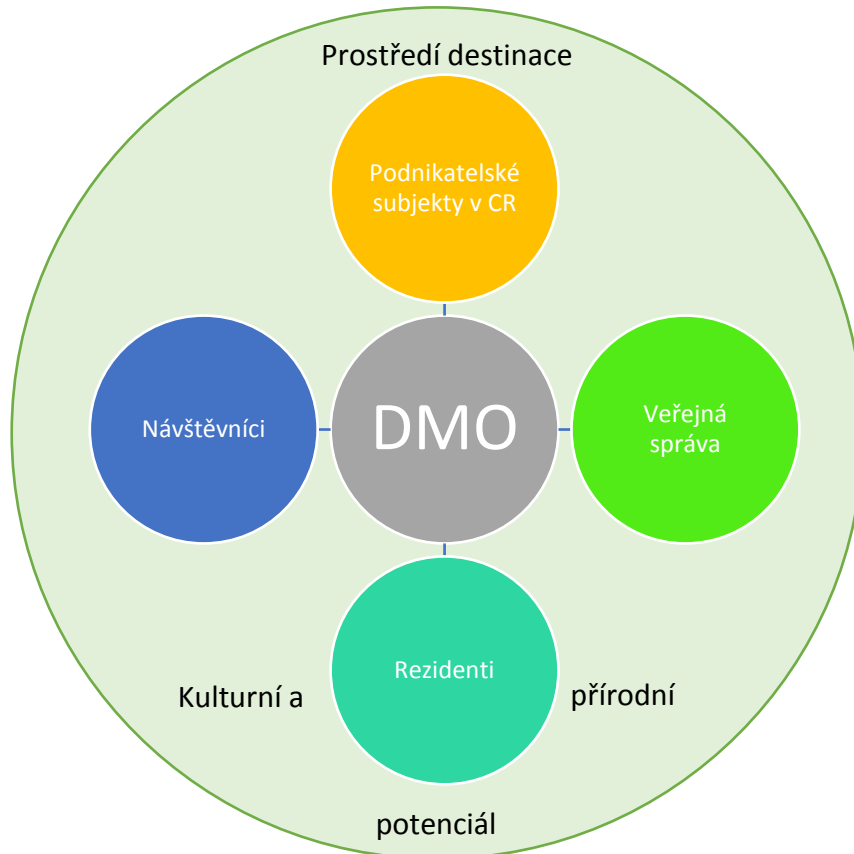 Prostředí destinace
Podnikatelské
subjekty v CR
Návštěvníci
DMO
Veřejná
správa
Rezidenti
Kulturní a
přírodní
potenciál